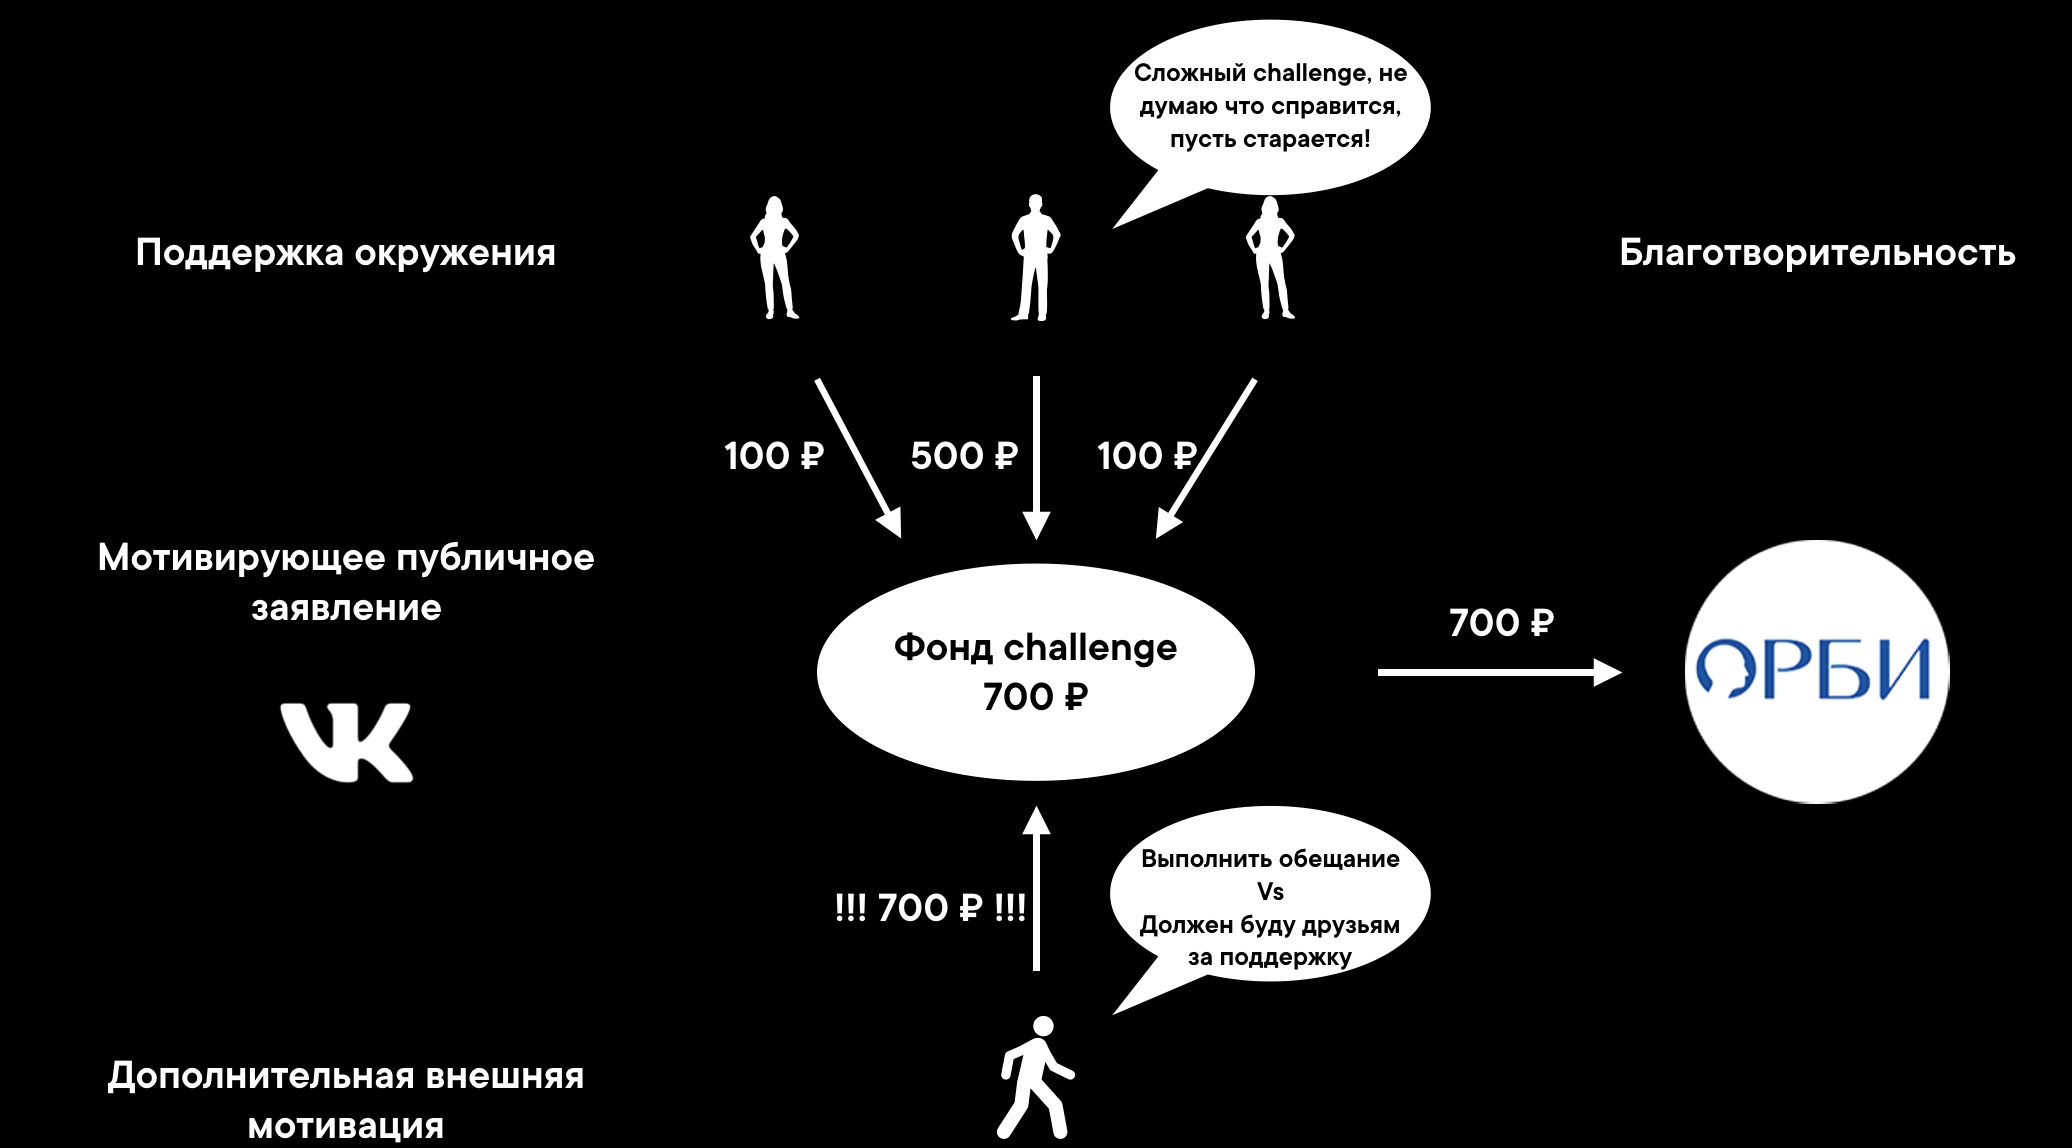 Сложный challenge, не
думаю что справится,
пусть старается!
Поддержка окружения
Благотворительность
100 ₽
500 ₽
100 ₽
Мотивирующее публичное
заявление
VK
Фонд challenge
700 ₽
700 ₽
ОРБИ
!!! 700 ₽ !!!
Выполнить обещание
Vs
Должен буду друзьям
за поддержку
Дополнительная внешняя
мотивация